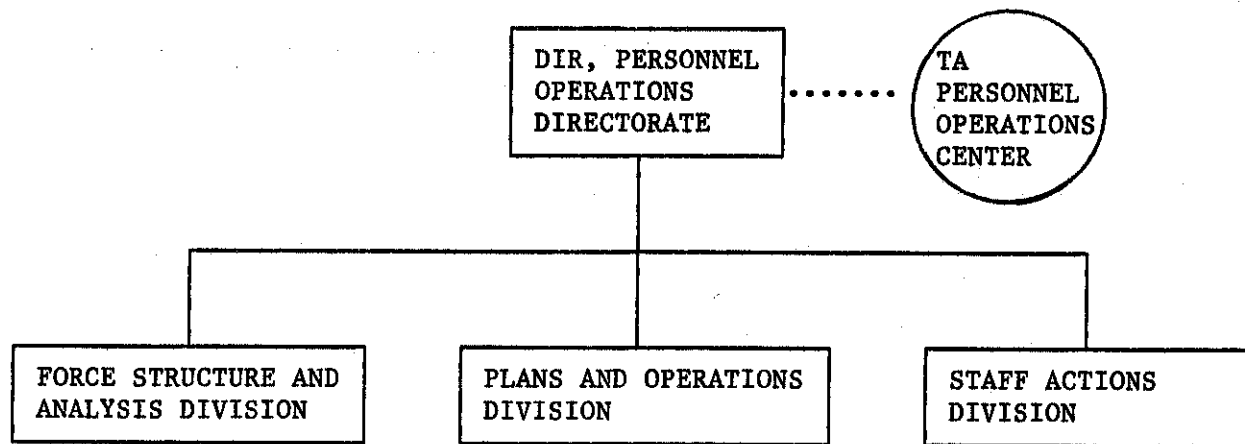 DIR, PERSONNEL
OPERATIONS
DIRECTORATE
TA
PERSONNEL
OPERATIONS
CENTER
FORCE STRUCTURE AND
ANALYSIS DIVISION
PLANS AND OPERATIONS
DIVISION
STAFF ACTIONS
DIVISION